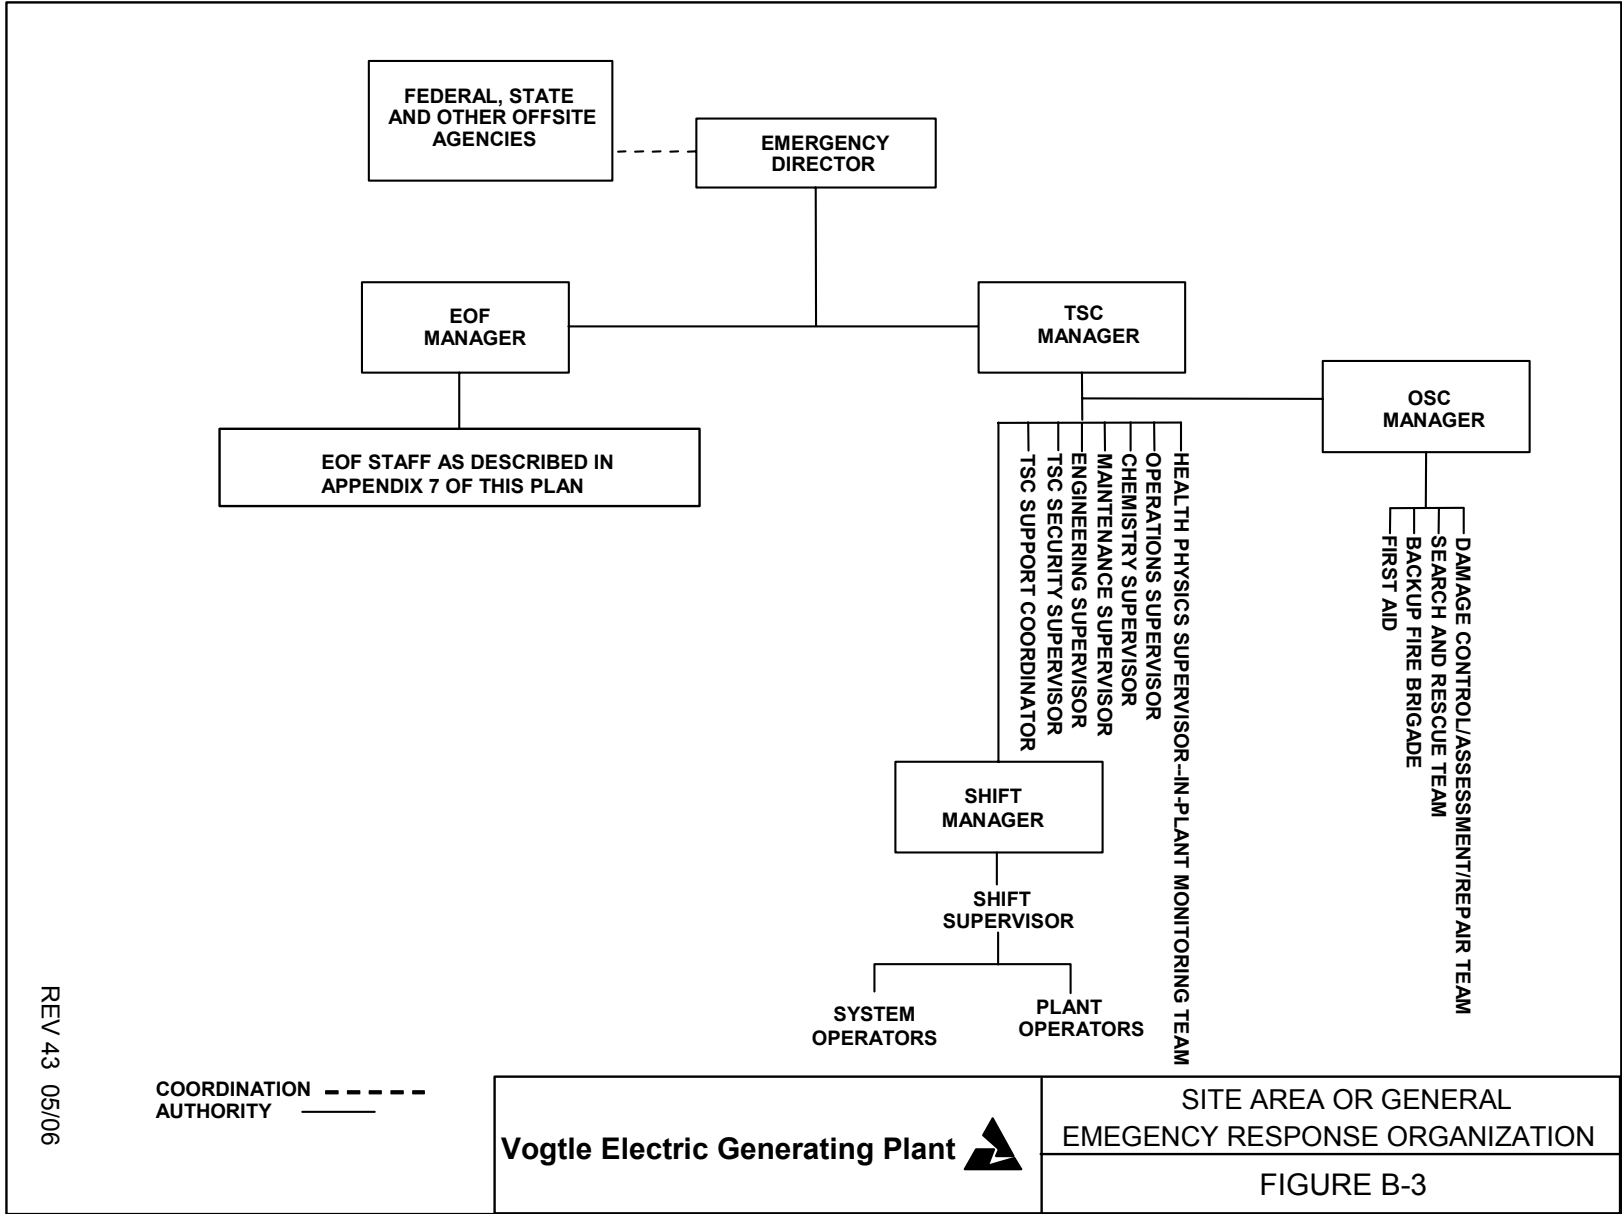 FEDERAL, STATE
AND OTHER OFFSITE
AGENCIES
EMERGENCY
DIRECTOR
EOF
MANAGER
TSC
MANAGER
OSC
MANAGER
EOF STAFF AS DESCRIBED IN
APPENDIX 7 OF THIS PLAN
HEALTH PHYSICS SUPERVISOR--IN-PLANT MONITORING TEAM
OPERATIONS SUPERVISOR
CHEMISTRY SUPERVISOR
MAINTENANCE SUPERVISOR
ENGINEERING SUPERVISOR
TSC SECURITY SUPERVISOR
TSC SUPPORT COORDINATOR
DAMAGE CONTROL/ASSESSMENT/REPAIR TEAM
SEARCH AND RESCUE TEAM
BACKUP FIRE BRIGADE
FIRST AID
SHIFT
MANAGER
SHIFT
SUPERVISOR
SYSTEM
OPERATORS
PLANT
OPERATORS
REV 43 05/06
COORDINATION
AUTHORITY
Vogtle Electric Generating Plant
SITE AREA OR GENERAL
EMEGENCY RESPONSE ORGANIZATION
FIGURE B-3